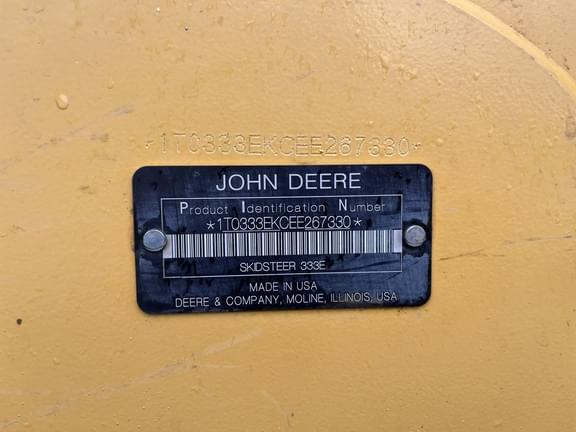 *1T0333EKCEE267330*
JOHN DEERE
Product Identification Number
*1T0333EKCEE267330*
SKIDSTEER 333E
MADE IN USA
DEERE & COMPANY, MOLINE, ILLINOIS, USA